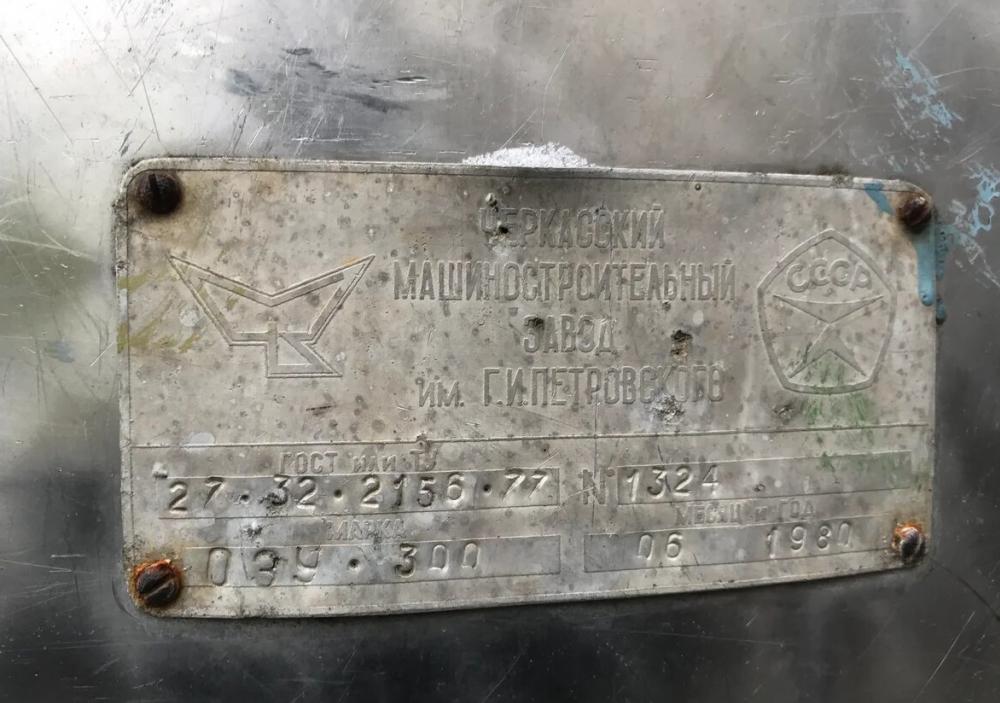 ЧЕРКАССКИЙ
МАШИНОСТРОИТЕЛЬНЫЙ
ЗАВОД
им. Г.И.ПЕТРОВСКОГО
СССР
ГОСТ или ТУ
27·32·2156·77
№ 1324
МАРКА
МЕСЯЦ и ГОД
ОЗУ·300
06 1980